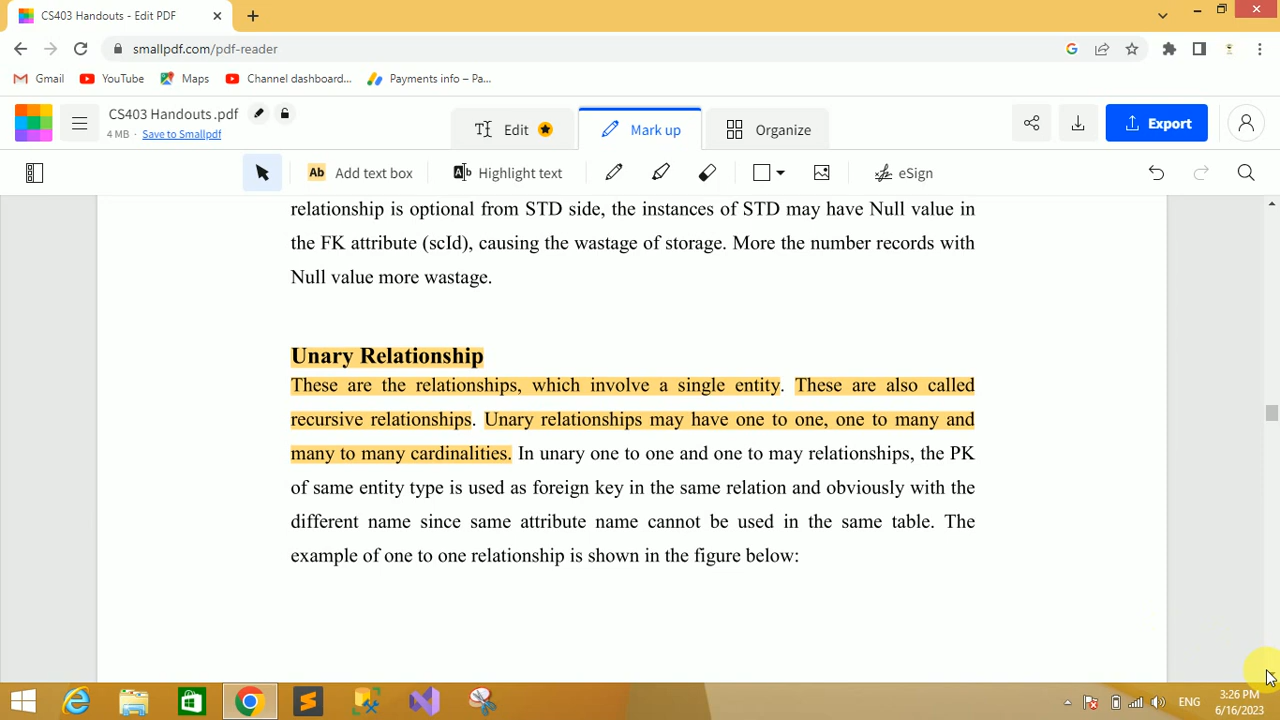 CS403 Handouts - Edit PDF
smallpdf.com/pdf-reader
Gmail YouTube Maps Channel dashboard... Payments info – Pa...
CS403 Handouts .pdf
4 MB · Save to Smallpdf
Edit Mark up Organize Export
Ab Add text box Highlight text eSign
relationship is optional from STD side, the instances of STD may have Null value in
the FK attribute (scId), causing the wastage of storage. More the number records with
Null value more wastage.
Unary Relationship
These are the relationships, which involve a single entity. These are also called
recursive relationships. Unary relationships may have one to one, one to many and
many to many cardinalities. In unary one to one and one to may relationships, the PK
of same entity type is used as foreign key in the same relation and obviously with the
different name since same attribute name cannot be used in the same table. The
example of one to one relationship is shown in the figure below:
ENG
3:26 PM
6/16/2023